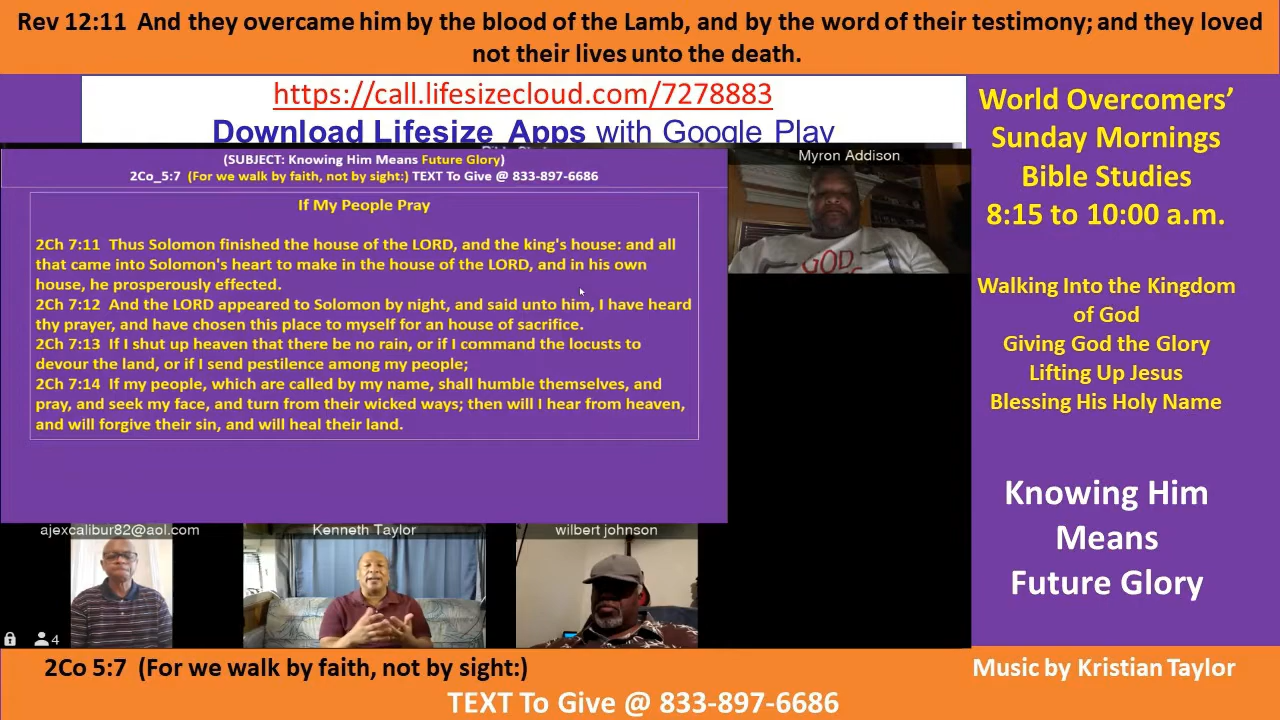 Rev 12:11 And they overcame him by the blood of the Lamb, and by the word of their testimony; and they loved
not their lives unto the death.
https://call.lifesizecloud.com/7278883
Download Lifesize Apps with Google Play
(SUBJECT: Knowing Him Means Future Glory)
2Co_5:7 (For we walk by faith, not by sight:) TEXT To Give @ 833-897-6686
If My People Pray
2Ch 7:11 Thus Solomon finished the house of the LORD, and the king's house: and all
that came into Solomon's heart to make in the house of the LORD, and in his own
house, he prosperously effected.
2Ch 7:12 And the LORD appeared to Solomon by night, and said unto him, I have heard
thy prayer, and have chosen this place to myself for an house of sacrifice.
2Ch 7:13 If I shut up heaven that there be no rain, or if I command the locusts to
devour the land, or if I send pestilence among my people;
2Ch 7:14 If my people, which are called by my name, shall humble themselves, and
pray, and seek my face, and turn from their wicked ways; then will I hear from heaven,
and will forgive their sin, and will heal their land.
Myron Addison
GOD
ajexcalibur82@aol.com
Kenneth Taylor
wilbert johnson
4
World Overcomers'
Sunday Mornings
Bible Studies
8:15 to 10:00 a.m.
Walking Into the Kingdom
of God
Giving God the Glory
Lifting Up Jesus
Blessing His Holy Name
Knowing Him
Means
Future Glory
2Co 5:7 (For we walk by faith, not by sight:)
Music by Kristian Taylor
TEXT To Give @ 833-897-6686